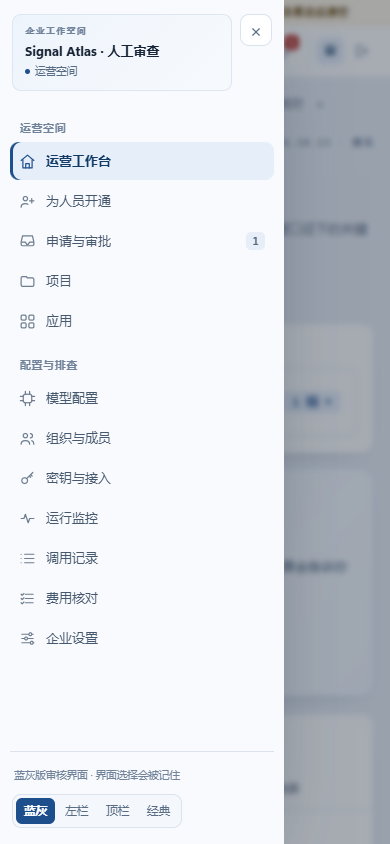 企业工作空间
Signal Atlas · 人工审查
运营空间
运营空间
运营工作台
为人员开通
申请与审批 1
项目
应用
配置与排查
模型配置
组织与成员
密钥与接入
运行监控
调用记录
费用核对
企业设置
蓝灰版审核界面 · 界面选择会被记住
蓝灰 左栏 顶栏 经典